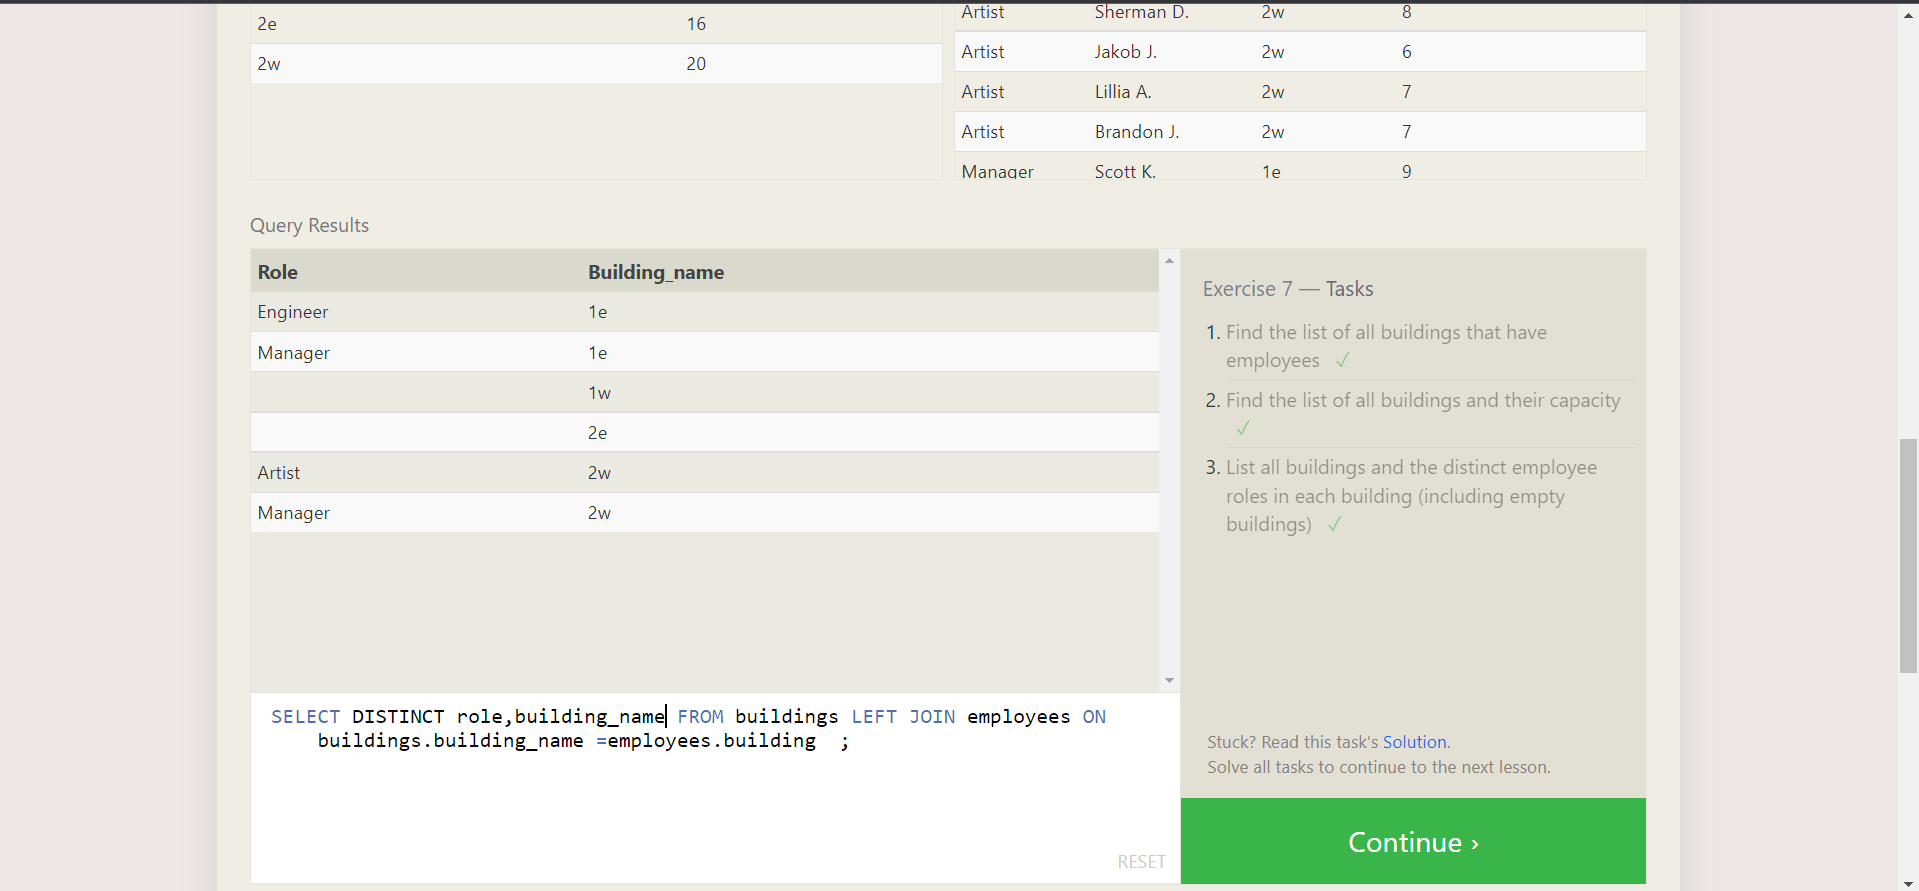 2e 16
2w 20
Artist Sherman D. 2w 8
Artist Jakob J. 2w 6
Artist Lillia A. 2w 7
Artist Brandon J. 2w 7
Manager Scott K. 1e 9
Query Results
Role Building_name
Engineer 1e
Manager 1e
1w
2e
Artist 2w
Manager 2w
SELECT DISTINCT role,building_name FROM buildings LEFT JOIN employees ON
buildings.building_name =employees.building ;
RESET
Exercise 7 — Tasks
1. Find the list of all buildings that have
employees ✓
2. Find the list of all buildings and their capacity
✓
3. List all buildings and the distinct employee
roles in each building (including empty
buildings) ✓
Stuck? Read this task's Solution.
Solve all tasks to continue to the next lesson.
Continue ›